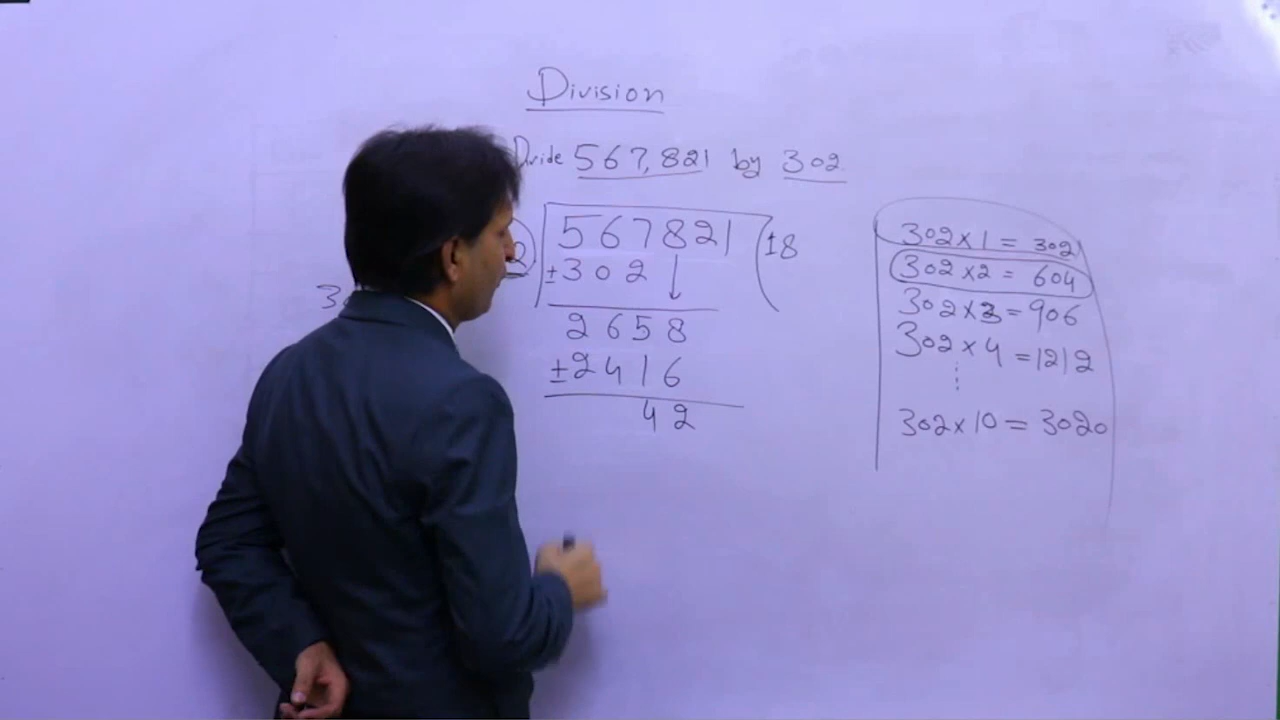 Division
Divide 567,821 by 302
567821 18
±302
2658
±2416
42
302×1 = 302
302×2 = 604
302×3 = 906
302×4 = 1212
⋮
302×10 = 3020